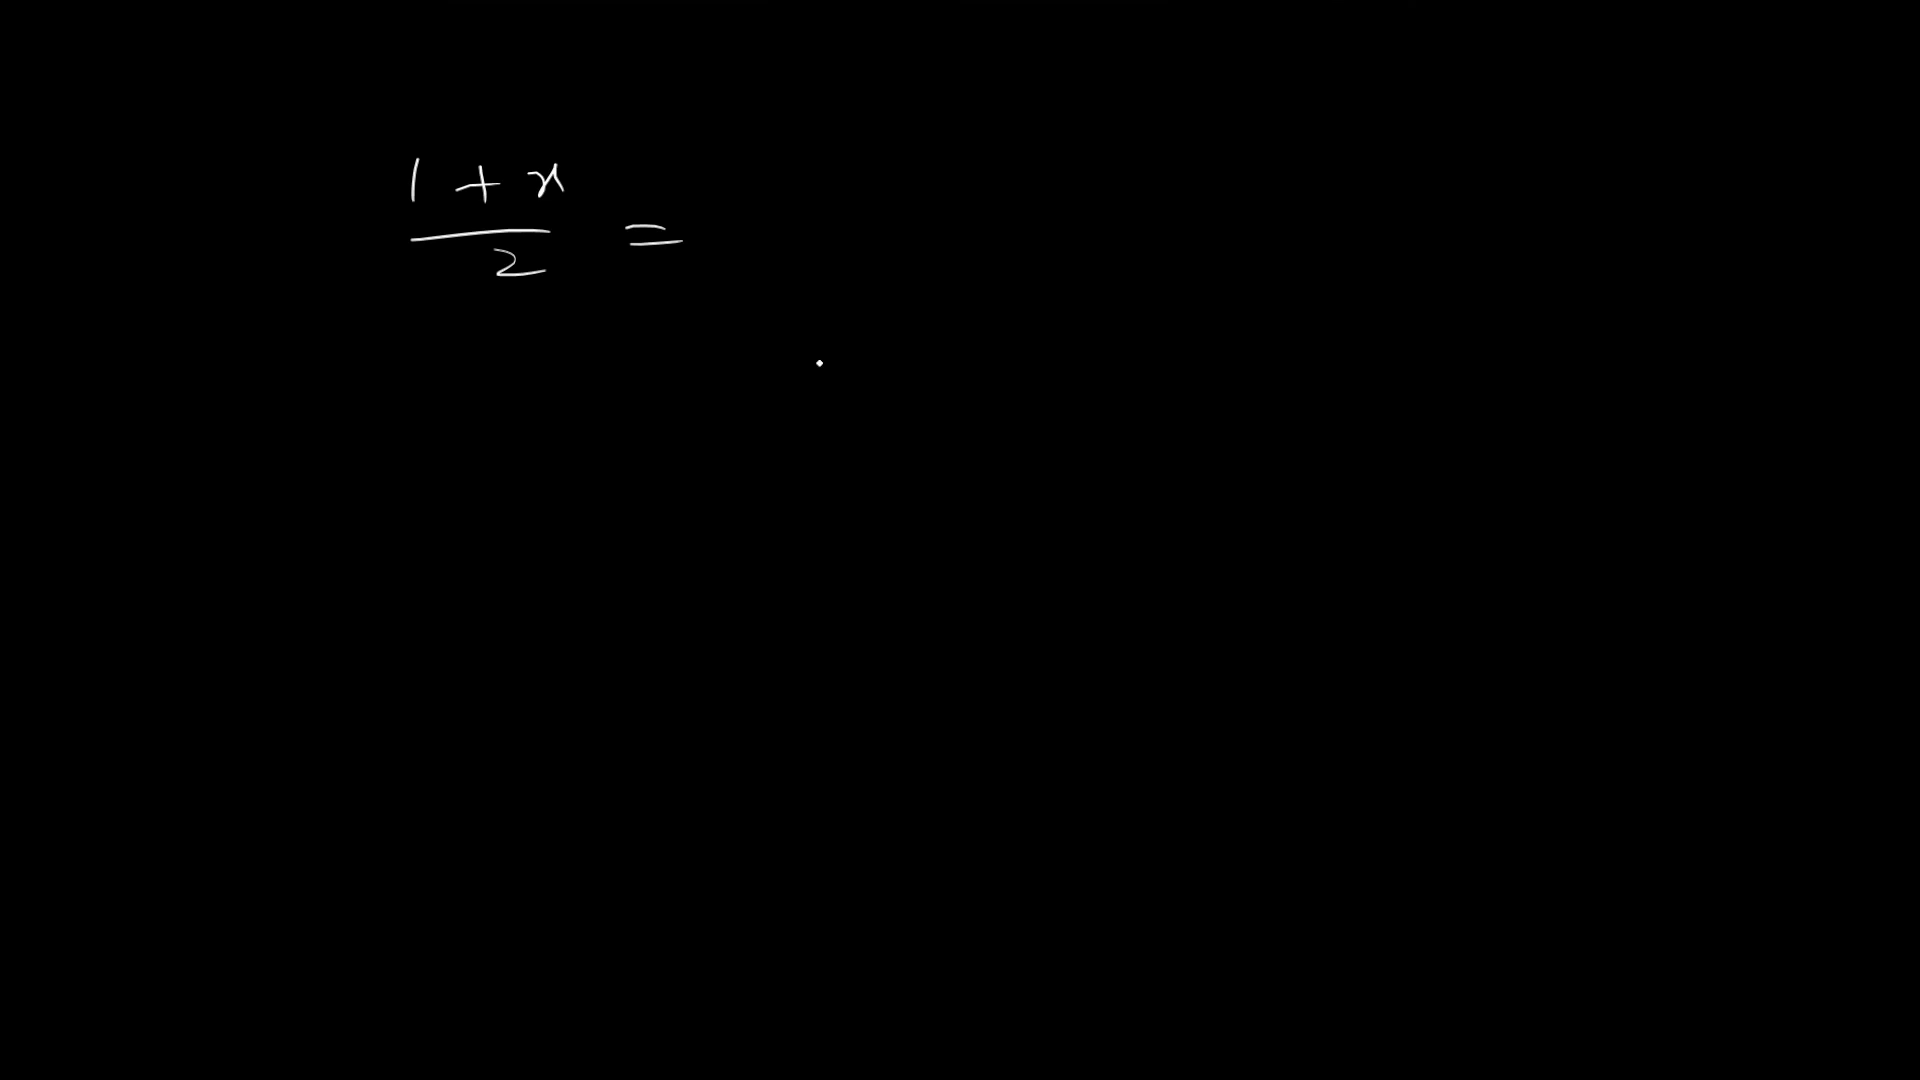 1 + x
2 =